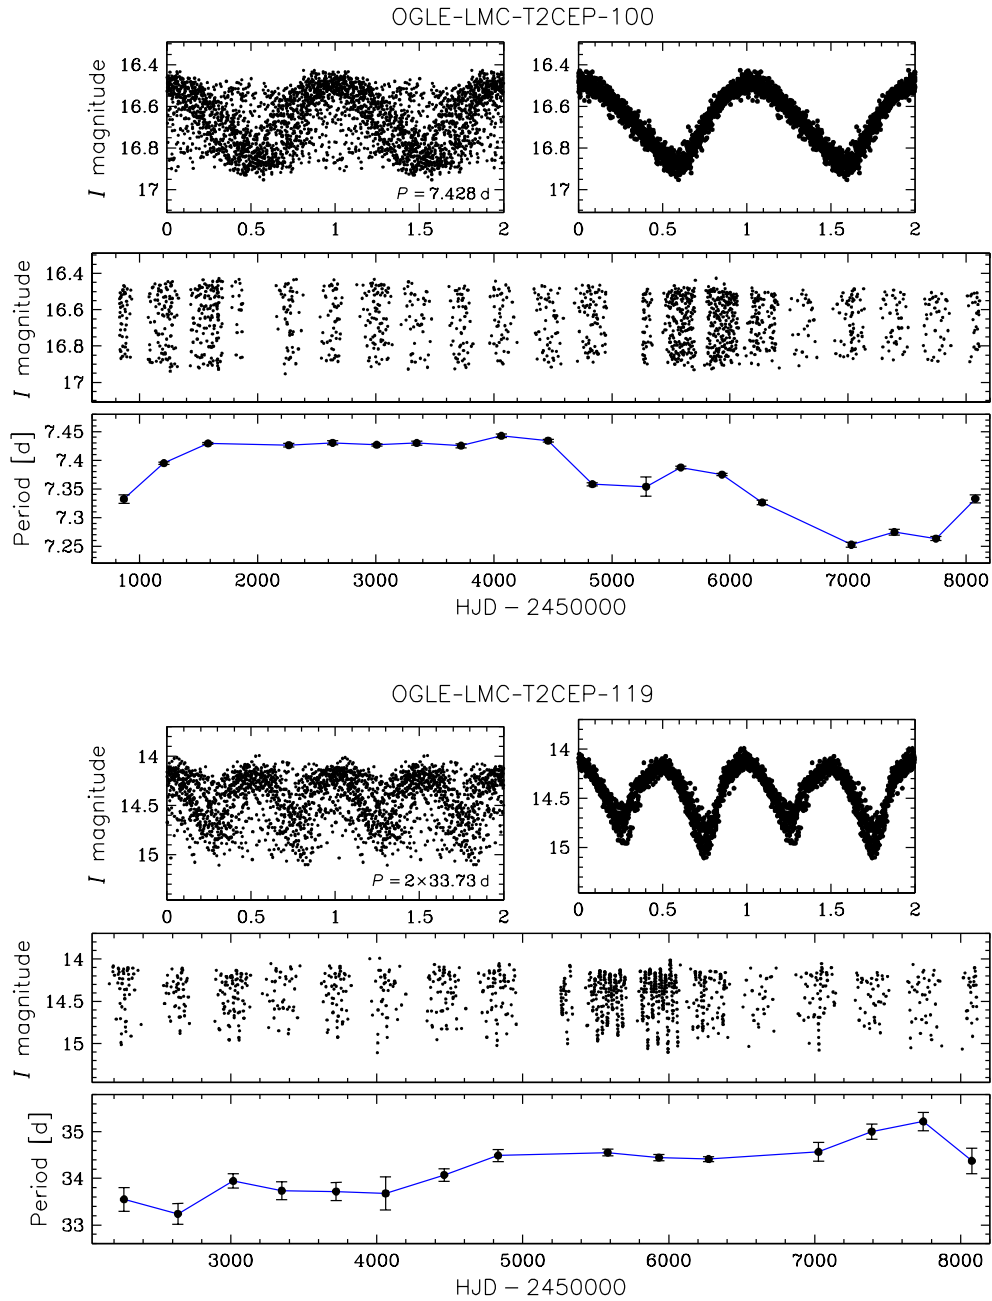 OGLE-LMC-T2CEP-100
I magnitude
16.4
16.6
16.8
17
P = 7.428 d
0 0.5 1 1.5 2
16.4
16.6
16.8
17
0 0.5 1 1.5 2
I magnitude
16.4
16.6
16.8
17
Period [d]
7.45
7.4
7.35
7.3
7.25
1000 2000 3000 4000 5000 6000 7000 8000
HJD – 2450000
OGLE-LMC-T2CEP-119
I magnitude
14
14.5
15
P = 2×33.73 d
0 0.5 1 1.5 2
14
14.5
15
0 0.5 1 1.5 2
I magnitude
14
14.5
15
Period [d]
35
34
33
3000 4000 5000 6000 7000 8000
HJD – 2450000